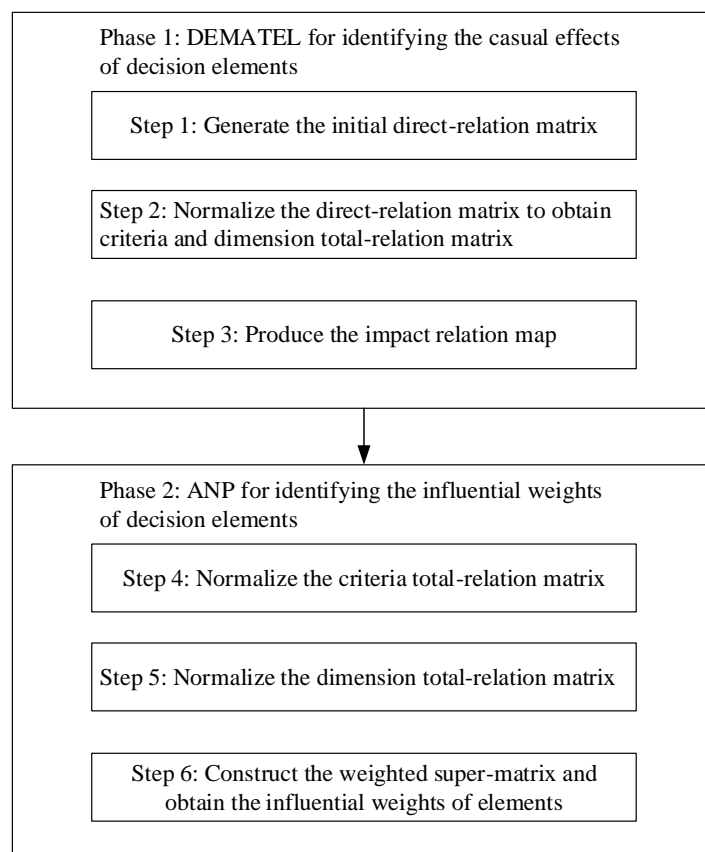 Phase 1: DEMATEL for identifying the casual effects
of decision elements
Step 1: Generate the initial direct-relation matrix
Step 2: Normalize the direct-relation matrix to obtain
criteria and dimension total-relation matrix
Step 3: Produce the impact relation map
Phase 2: ANP for identifying the influential weights
of decision elements
Step 4: Normalize the criteria total-relation matrix
Step 5: Normalize the dimension total-relation matrix
Step 6: Construct the weighted super-matrix and
obtain the influential weights of elements